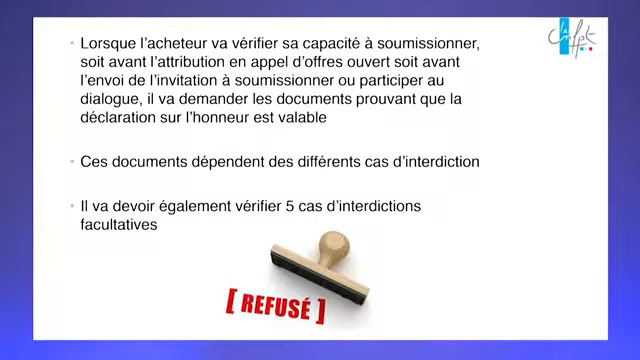 • Lorsque l’acheteur va vérifier sa capacité à soumissionner,
soit avant l’attribution en appel d’offres ouvert soit avant
l’envoi de l’invitation à soumissionner ou participer au
dialogue, il va demander les documents prouvant que la
déclaration sur l’honneur est valable
• Ces documents dépendent des différents cas d’interdiction
• Il va devoir également vérifier 5 cas d’interdictions
facultatives
[ REFUSÉ ]